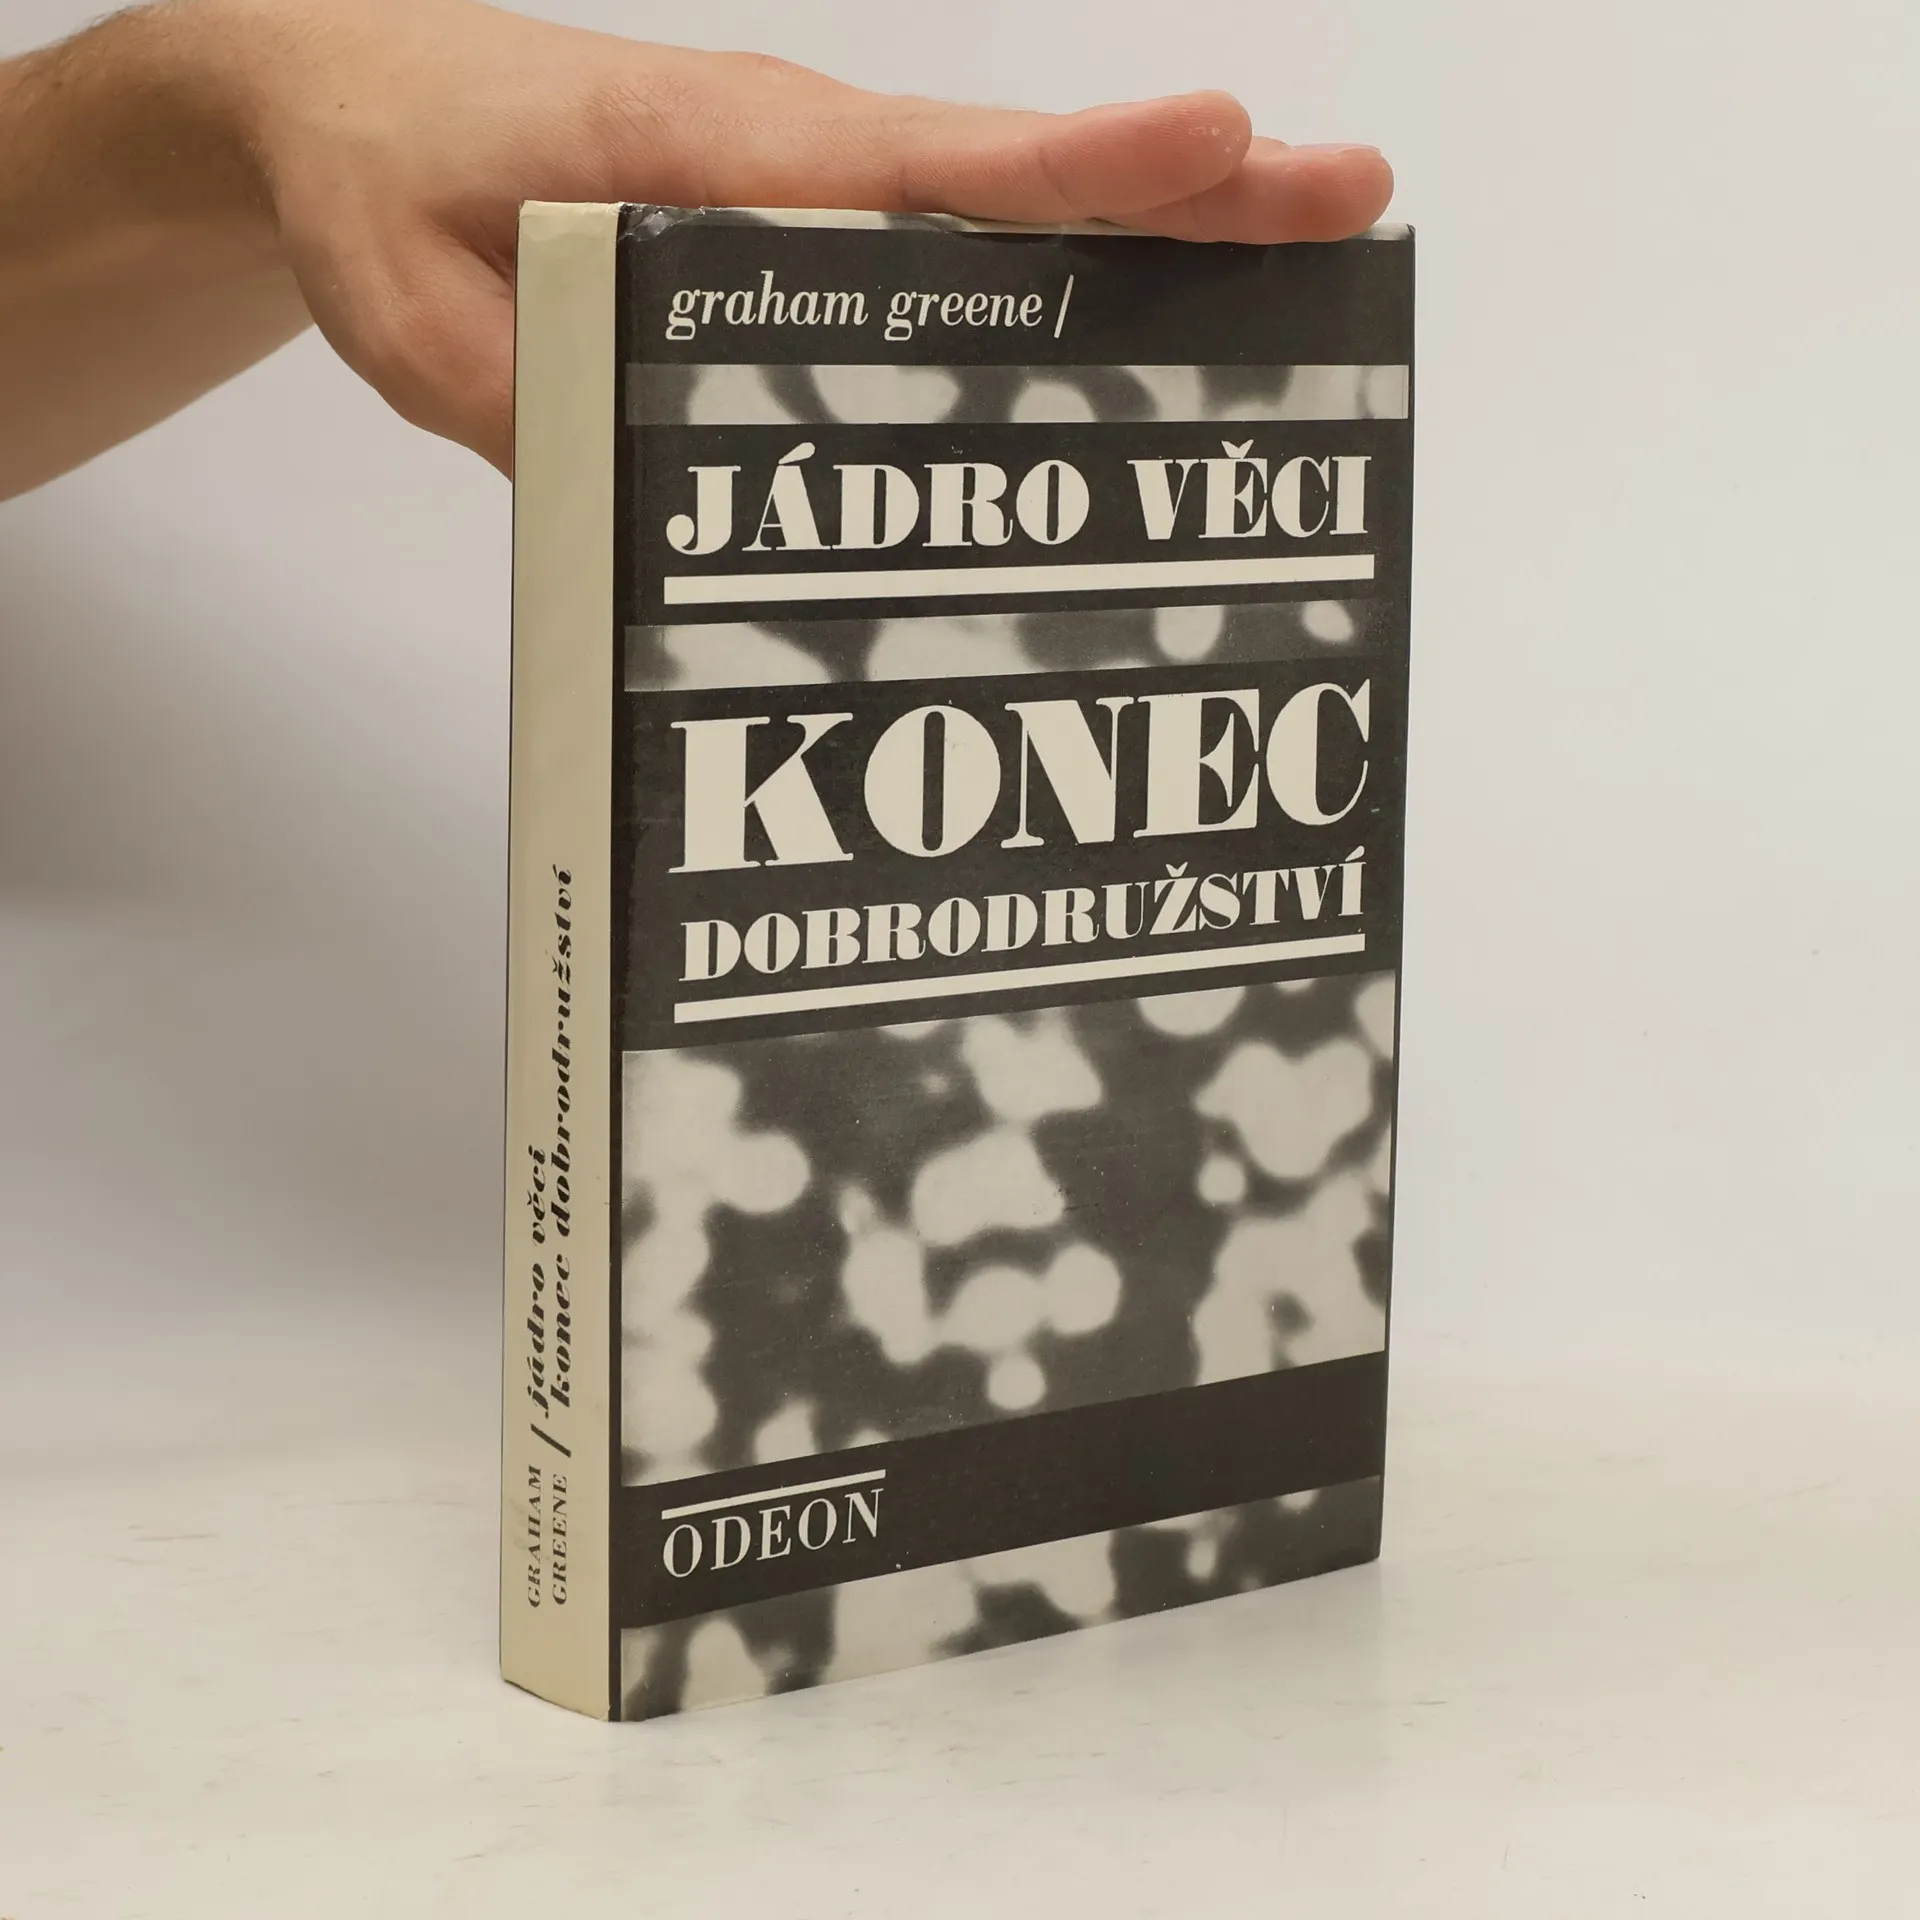 graham greene /
JÁDRO VĚCI
KONEC
DOBRODRUŽSTVÍ
ODEON
GRAHAM
GREENE
/ jádro věci
konec dobrodružství